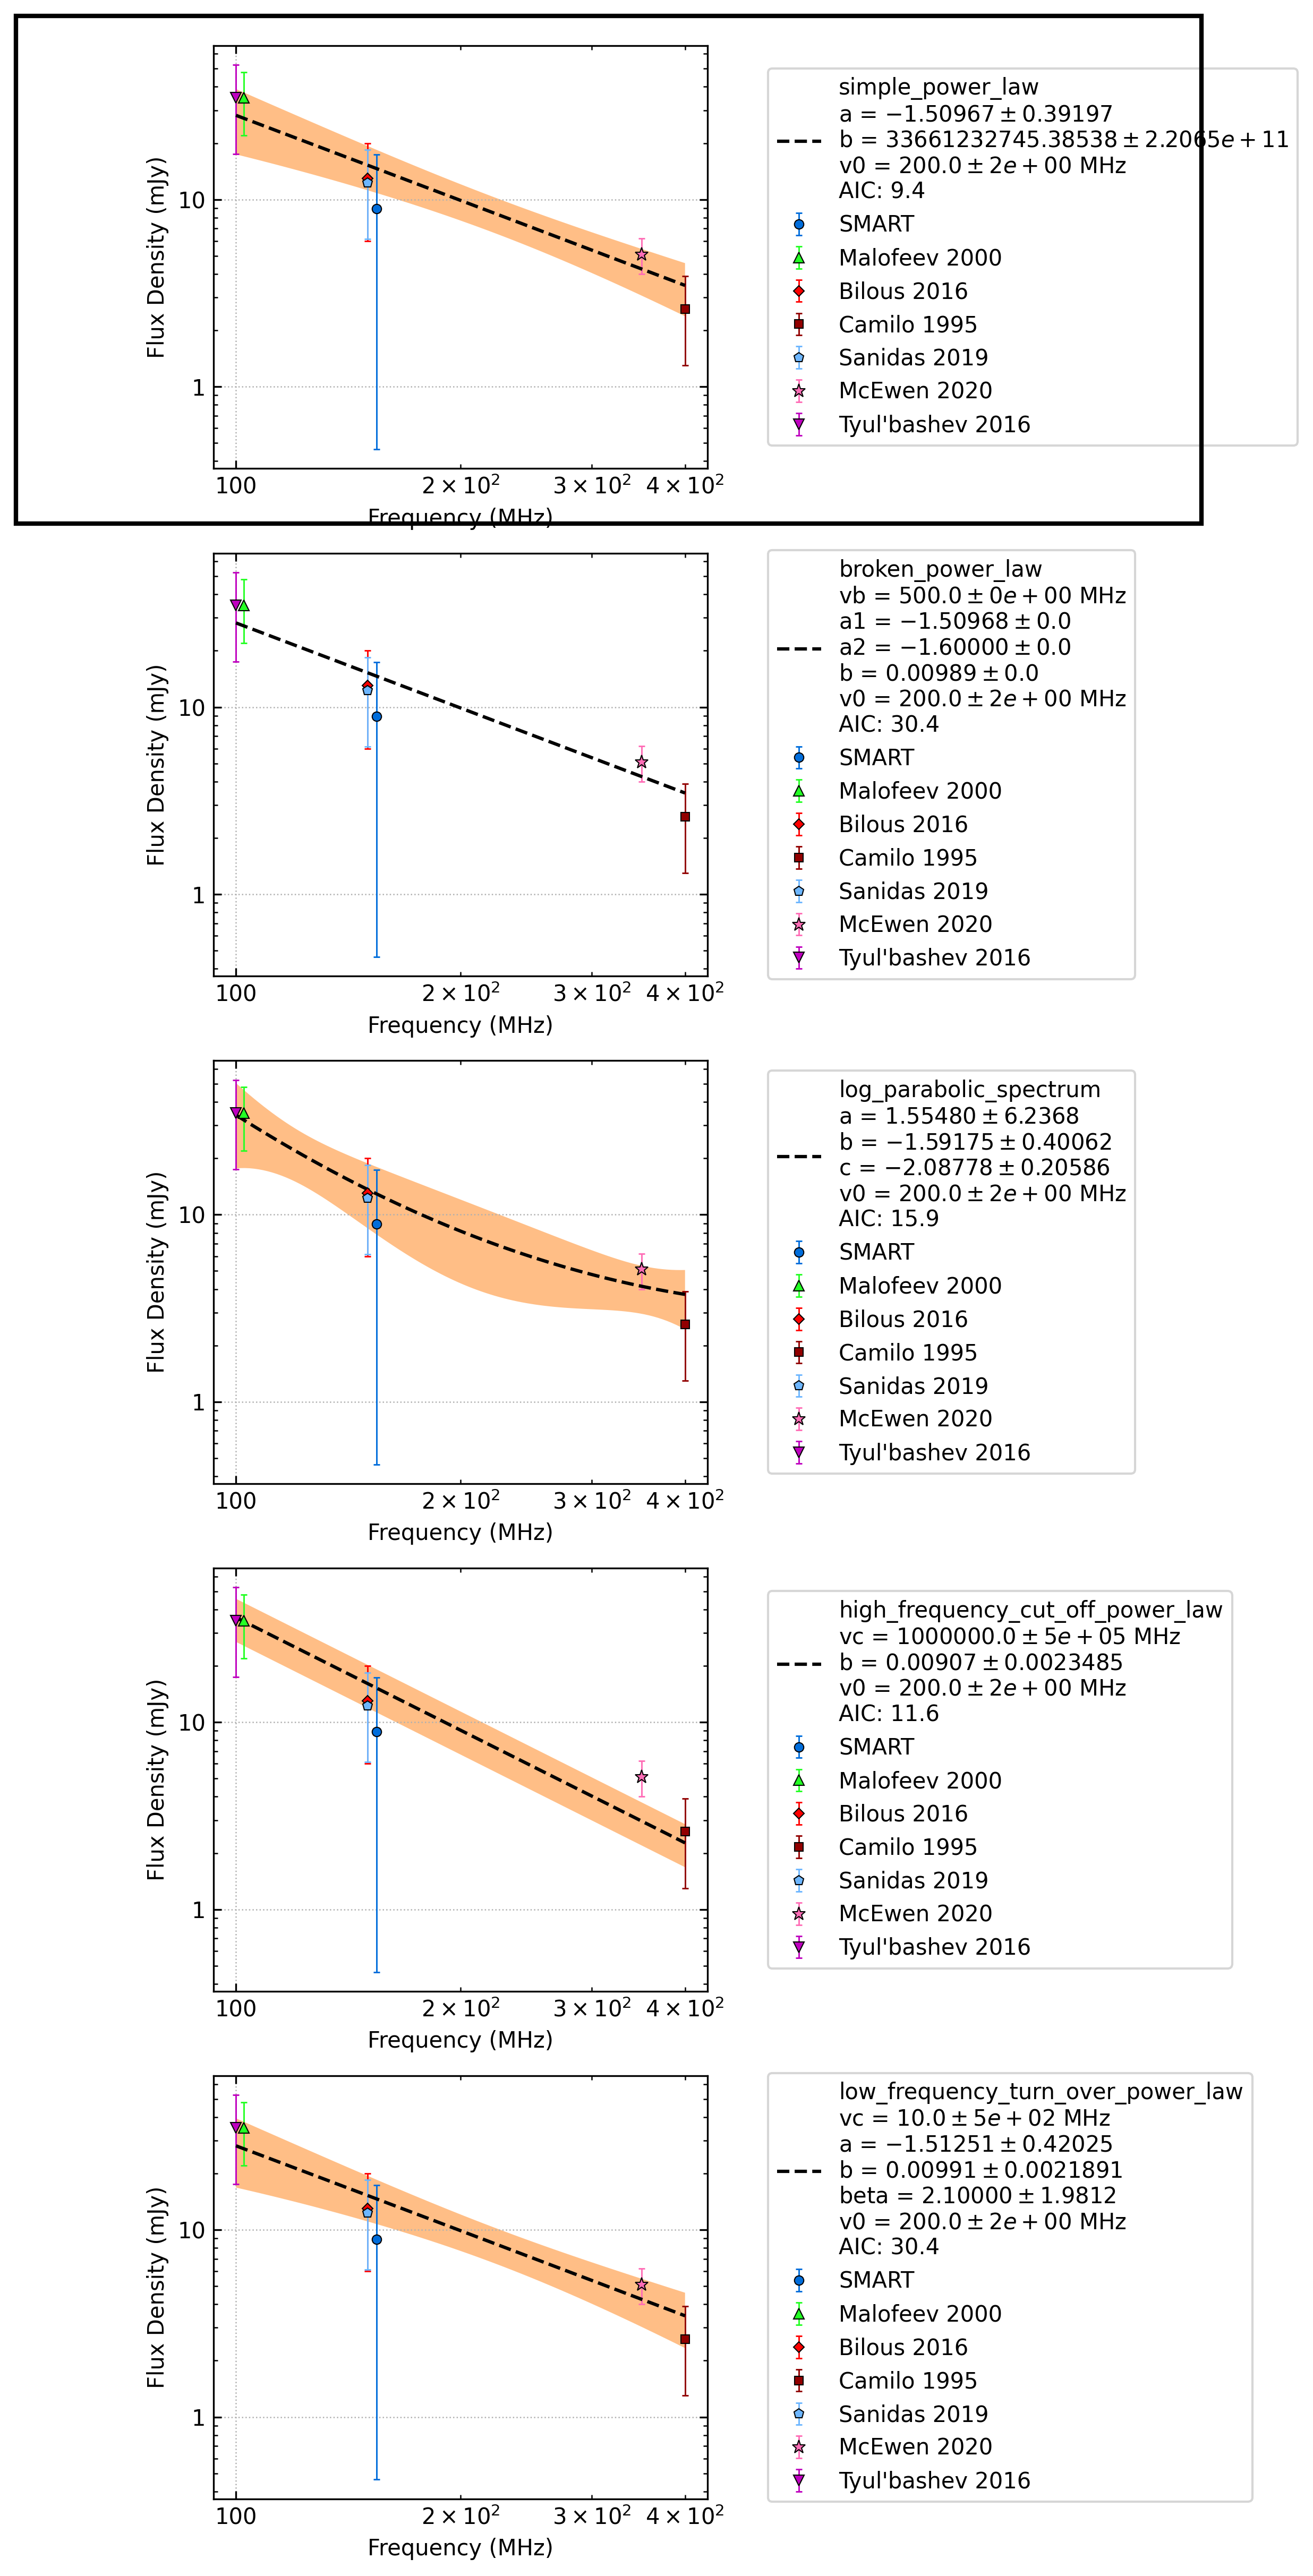 simple_power_law
a = −1.50967 ± 0.39197
b = 33661232745.38538 ± 2.2065e + 11
v0 = 200.0 ± 2e + 00 MHz
AIC: 9.4
SMART
Malofeev 2000
Bilous 2016
Camilo 1995
Sanidas 2019
McEwen 2020
Tyul'bashev 2016
Flux Density (mJy)
10
1
100
2 × 10²
3 × 10²
4 × 10²
Frequency (MHz)
broken_power_law
vb = 500.0 ± 0e + 00 MHz
a1 = −1.50968 ± 0.0
a2 = −1.60000 ± 0.0
b = 0.00989 ± 0.0
v0 = 200.0 ± 2e + 00 MHz
AIC: 30.4
SMART
Malofeev 2000
Bilous 2016
Camilo 1995
Sanidas 2019
McEwen 2020
Tyul'bashev 2016
Flux Density (mJy)
10
1
100
2 × 10²
3 × 10²
4 × 10²
Frequency (MHz)
log_parabolic_spectrum
a = 1.55480 ± 6.2368
b = −1.59175 ± 0.40062
c = −2.08778 ± 0.20586
v0 = 200.0 ± 2e + 00 MHz
AIC: 15.9
SMART
Malofeev 2000
Bilous 2016
Camilo 1995
Sanidas 2019
McEwen 2020
Tyul'bashev 2016
Flux Density (mJy)
10
1
100
2 × 10²
3 × 10²
4 × 10²
Frequency (MHz)
high_frequency_cut_off_power_law
vc = 1000000.0 ± 5e + 05 MHz
b = 0.00907 ± 0.0023485
v0 = 200.0 ± 2e + 00 MHz
AIC: 11.6
SMART
Malofeev 2000
Bilous 2016
Camilo 1995
Sanidas 2019
McEwen 2020
Tyul'bashev 2016
Flux Density (mJy)
10
1
100
2 × 10²
3 × 10²
4 × 10²
Frequency (MHz)
low_frequency_turn_over_power_law
vc = 10.0 ± 5e + 02 MHz
a = −1.51251 ± 0.42025
b = 0.00991 ± 0.0021891
beta = 2.10000 ± 1.9812
v0 = 200.0 ± 2e + 00 MHz
AIC: 30.4
SMART
Malofeev 2000
Bilous 2016
Camilo 1995
Sanidas 2019
McEwen 2020
Tyul'bashev 2016
Flux Density (mJy)
10
1
100
2 × 10²
3 × 10²
4 × 10²
Frequency (MHz)